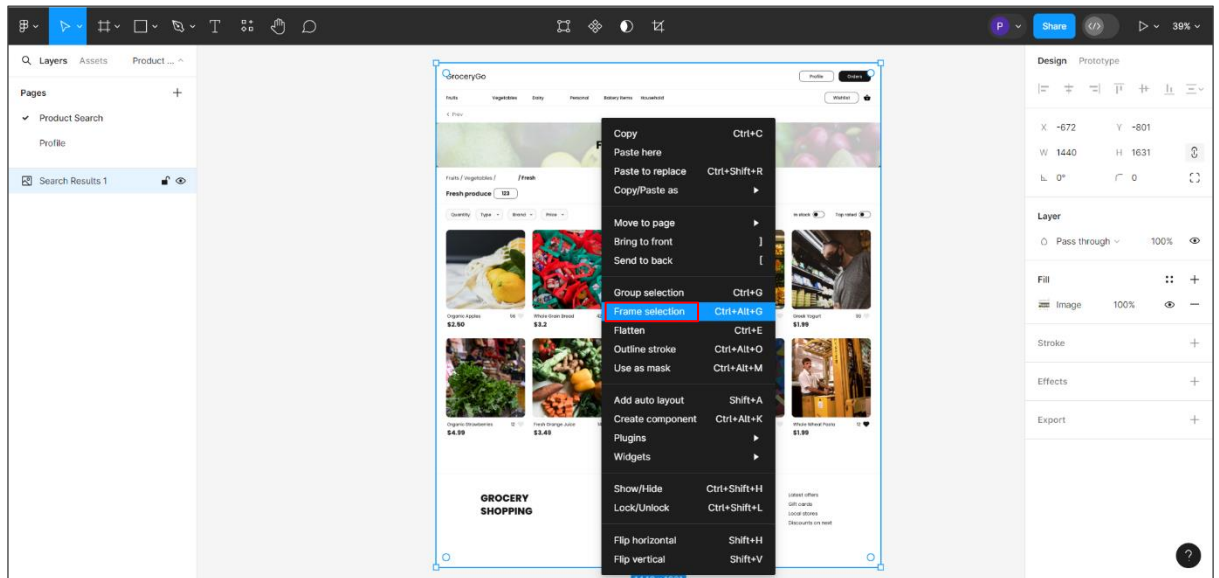 P
Share
39%
Layers Assets Product ...
Pages
Product Search
Profile
Search Results 1
GroceryGo
Profile Orders
Fruits Vegetables Dairy Personal Bakery Items Household Wishlist
< Prev
F
Fruits / Vegetables / / Fresh
Fresh produce 123
Quantity Type Brand Price In stock Top rated
Organic Apples
$2.50
Whole Grain Bread
$3.2
Greek Yogurt
$1.99
Organic Strawberries 12
$4.99
Fresh Orange Juice
$3.49
Whole Wheat Pasta 12
$1.99
GROCERY
SHOPPING
Latest offers
Gift cards
Local stores
Discounts on next
Copy Ctrl+C
Paste here
Paste to replace Ctrl+Shift+R
Copy/Paste as
Move to page
Bring to front ]
Send to back [
Group selection Ctrl+G
Frame selection Ctrl+Alt+G
Flatten Ctrl+E
Outline stroke Ctrl+Alt+O
Use as mask Ctrl+Alt+M
Add auto layout Shift+A
Create component Ctrl+Alt+K
Plugins
Widgets
Show/Hide Ctrl+Shift+H
Lock/Unlock Ctrl+Shift+L
Flip horizontal Shift+H
Flip vertical Shift+V
Design Prototype
X -672 Y -801
W 1440 H 1631
0° 0
Layer
Pass through 100%
Fill
Image 100%
Stroke
Effects
Export
?